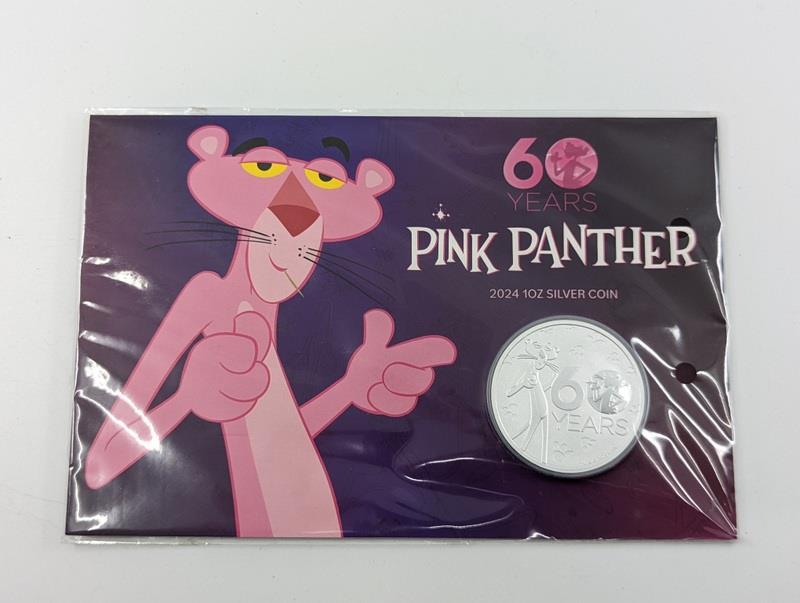 60
YEARS
PINK PANTHER
2024 1OZ SILVER COIN
60
YEARS